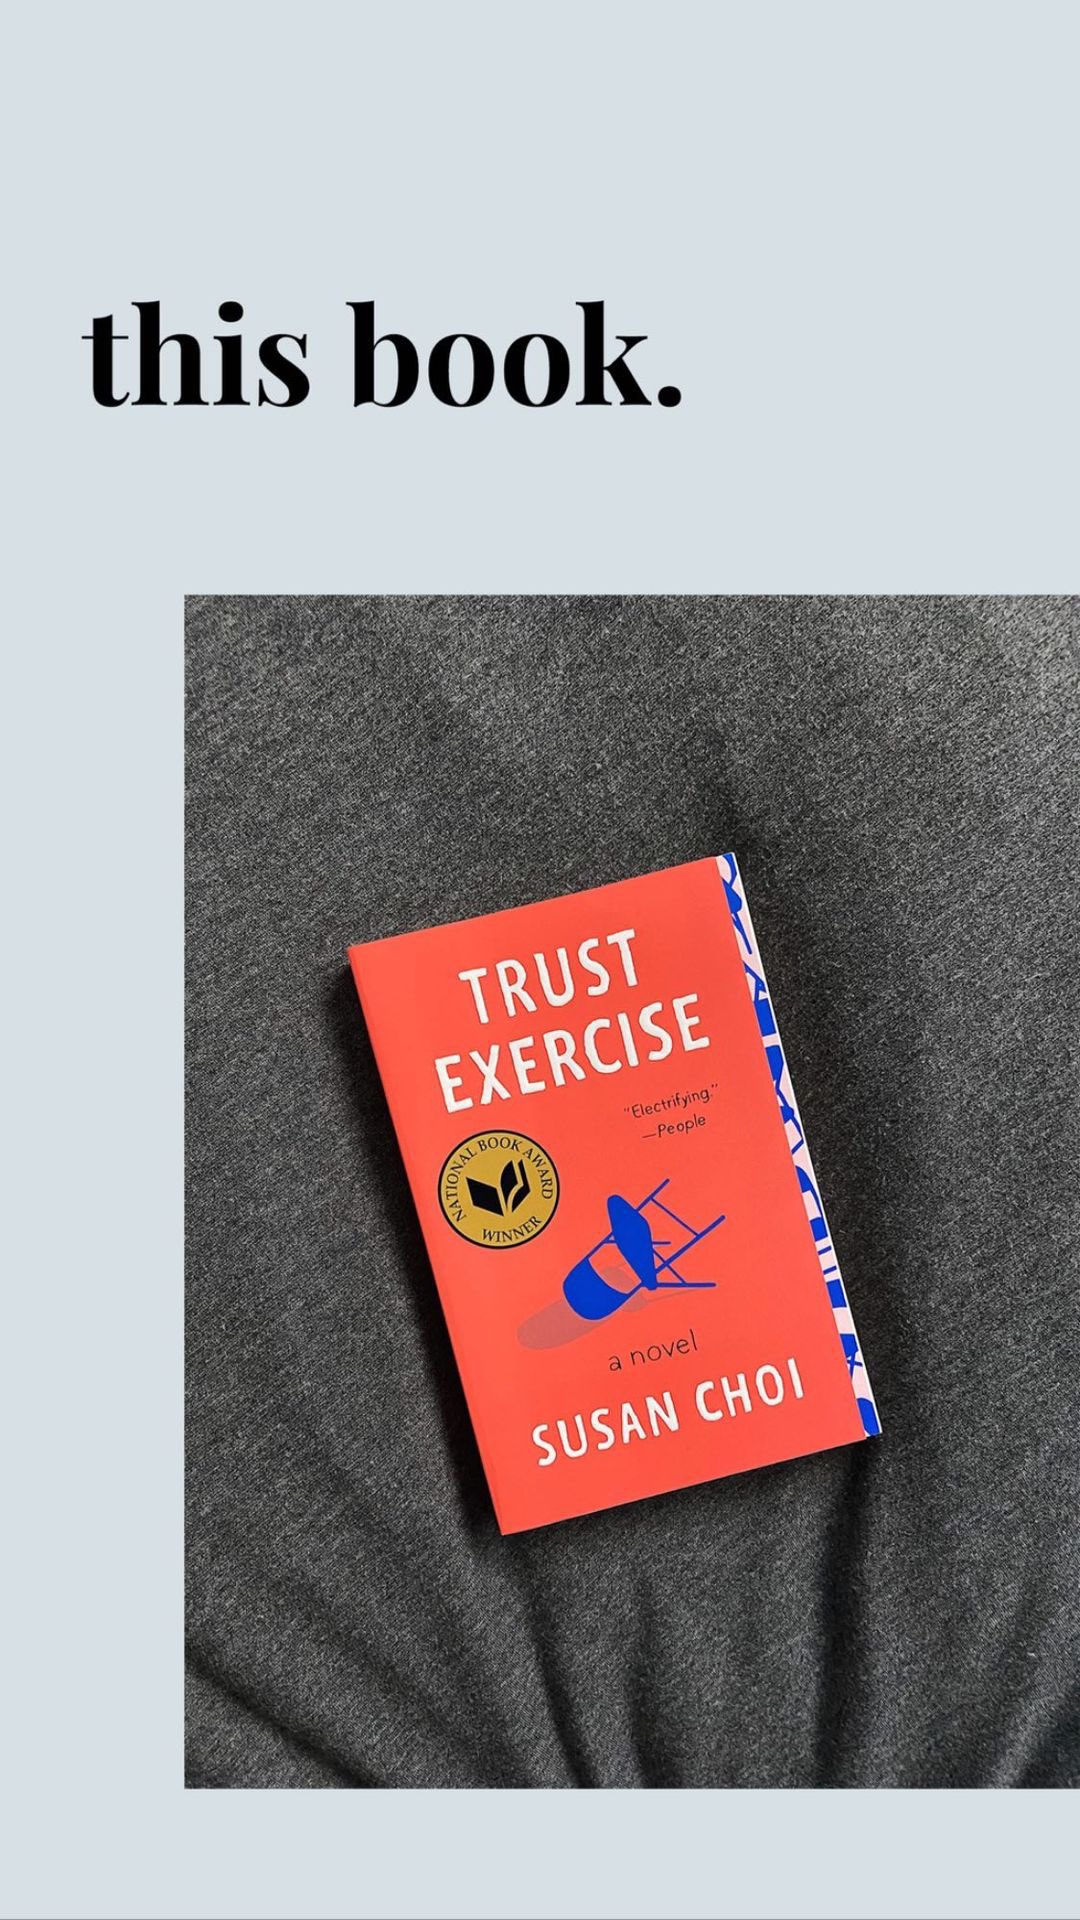 this book.
TRUST
EXERCISE
"Electrifying."
—People
NATIONAL BOOK AWARD
WINNER
a novel
SUSAN CHOI